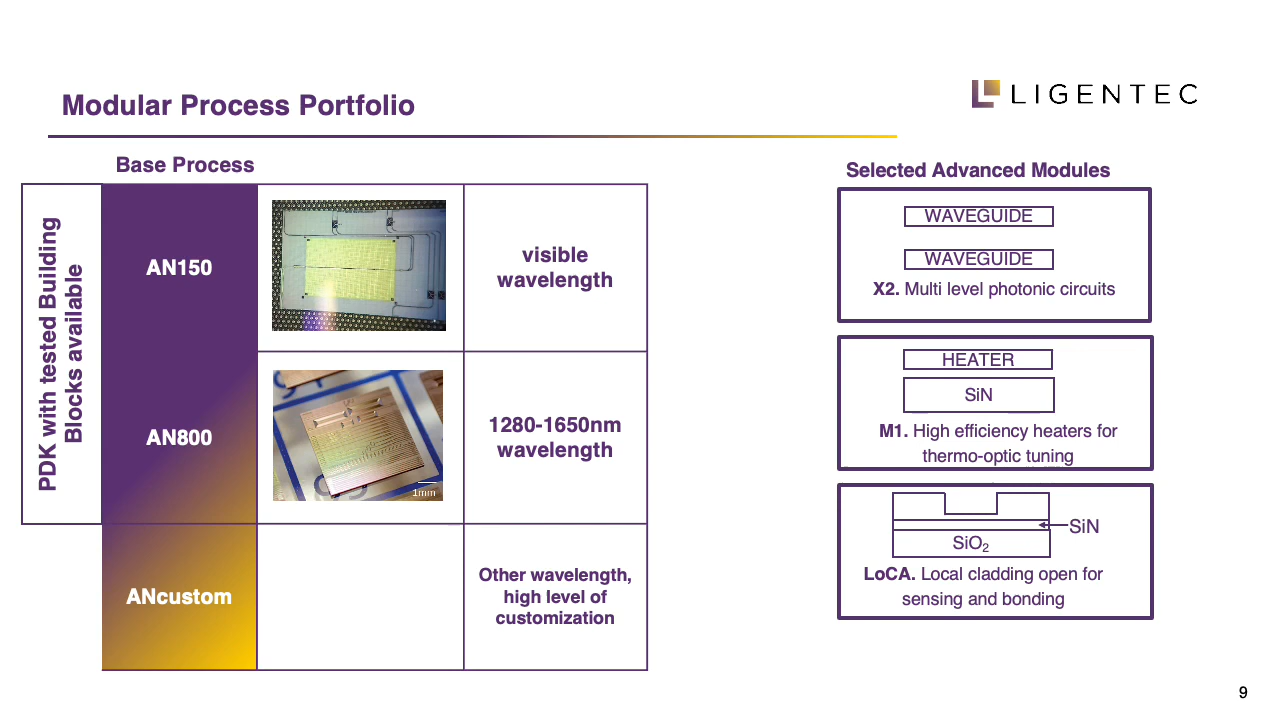 Modular Process Portfolio
LIGENTEC
Base Process
PDK with tested Building
Blocks available
AN150
visible
wavelength
AN800
1mm
1280-1650nm
wavelength
ANcustom
Other wavelength,
high level of
customization
Selected Advanced Modules
WAVEGUIDE
WAVEGUIDE
X2. Multi level photonic circuits
HEATER
SiN
M1. High efficiency heaters for
thermo-optic tuning
SiN
SiO₂
LoCA. Local cladding open for
sensing and bonding
9